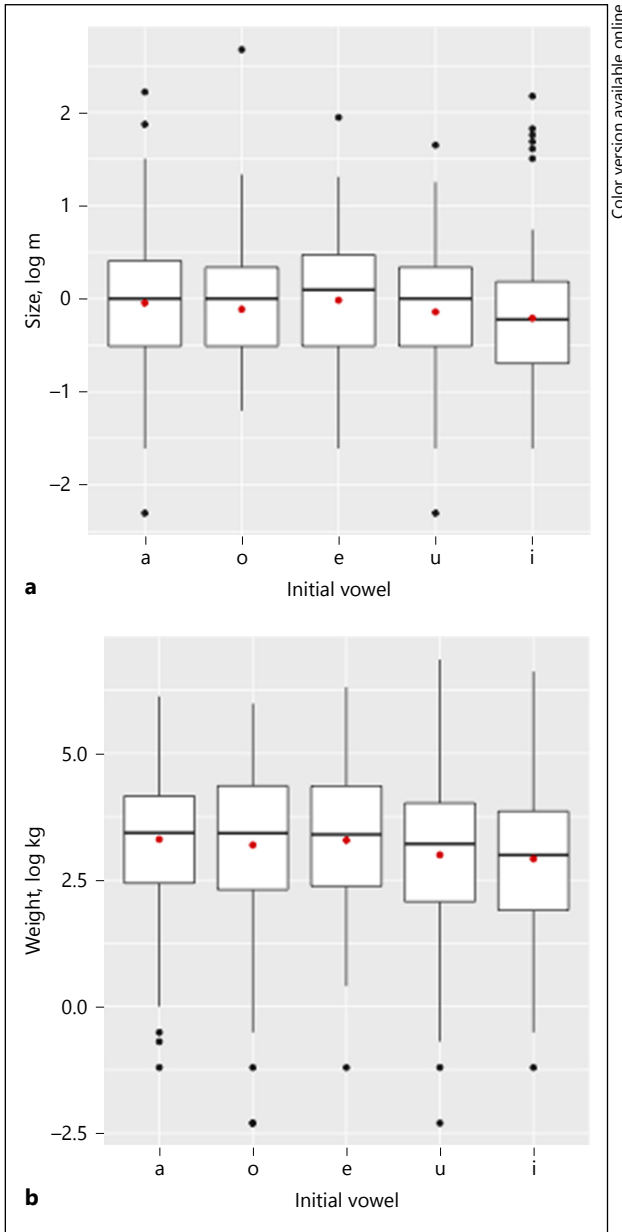 Color version available online
2
1
0
–1
–2
Size, log m
a
o
e
u
i
Initial vowel
a
5.0
2.5
0.0
–2.5
Weight, log kg
a
o
e
u
i
Initial vowel
b